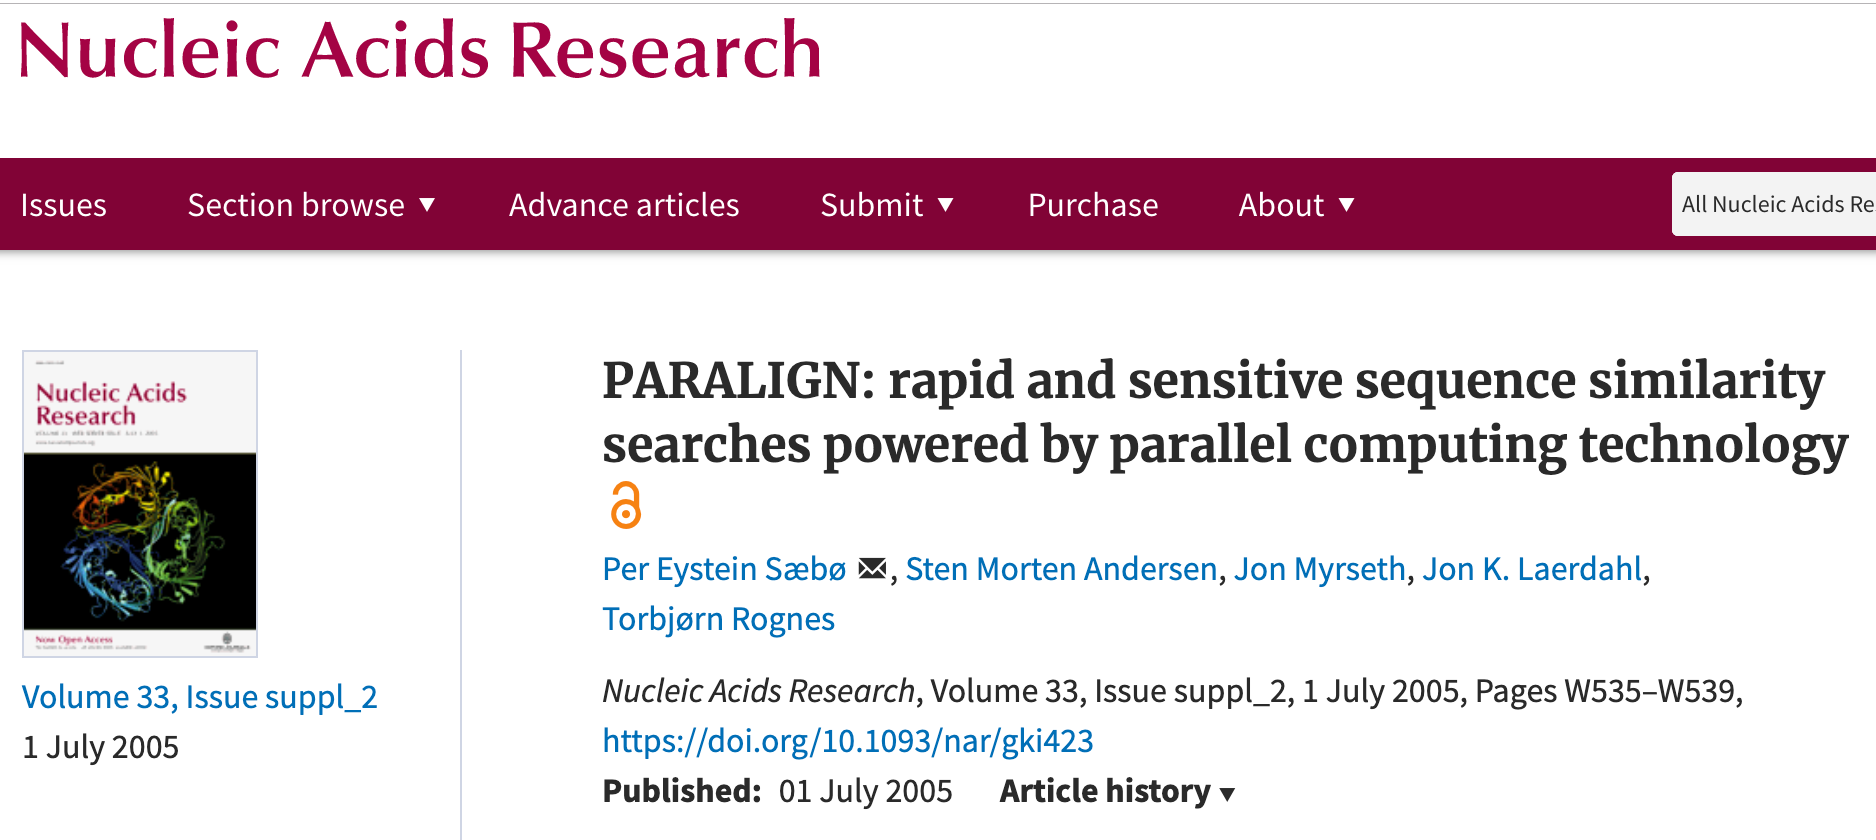 Nucleic Acids Research
Issues Section browse ▼ Advance articles Submit ▼ Purchase About ▼ All Nucleic Acids Re
Nucleic Acids
Research
Now Open Access
Volume 33, Issue suppl_2
1 July 2005
PARALIGN: rapid and sensitive sequence similarity
searches powered by parallel computing technology
Per Eystein Sæbø, Sten Morten Andersen, Jon Myrseth, Jon K. Laerdahl,
Torbjørn Rognes
Nucleic Acids Research, Volume 33, Issue suppl_2, 1 July 2005, Pages W535–W539,
https://doi.org/10.1093/nar/gki423
Published: 01 July 2005 Article history ▼